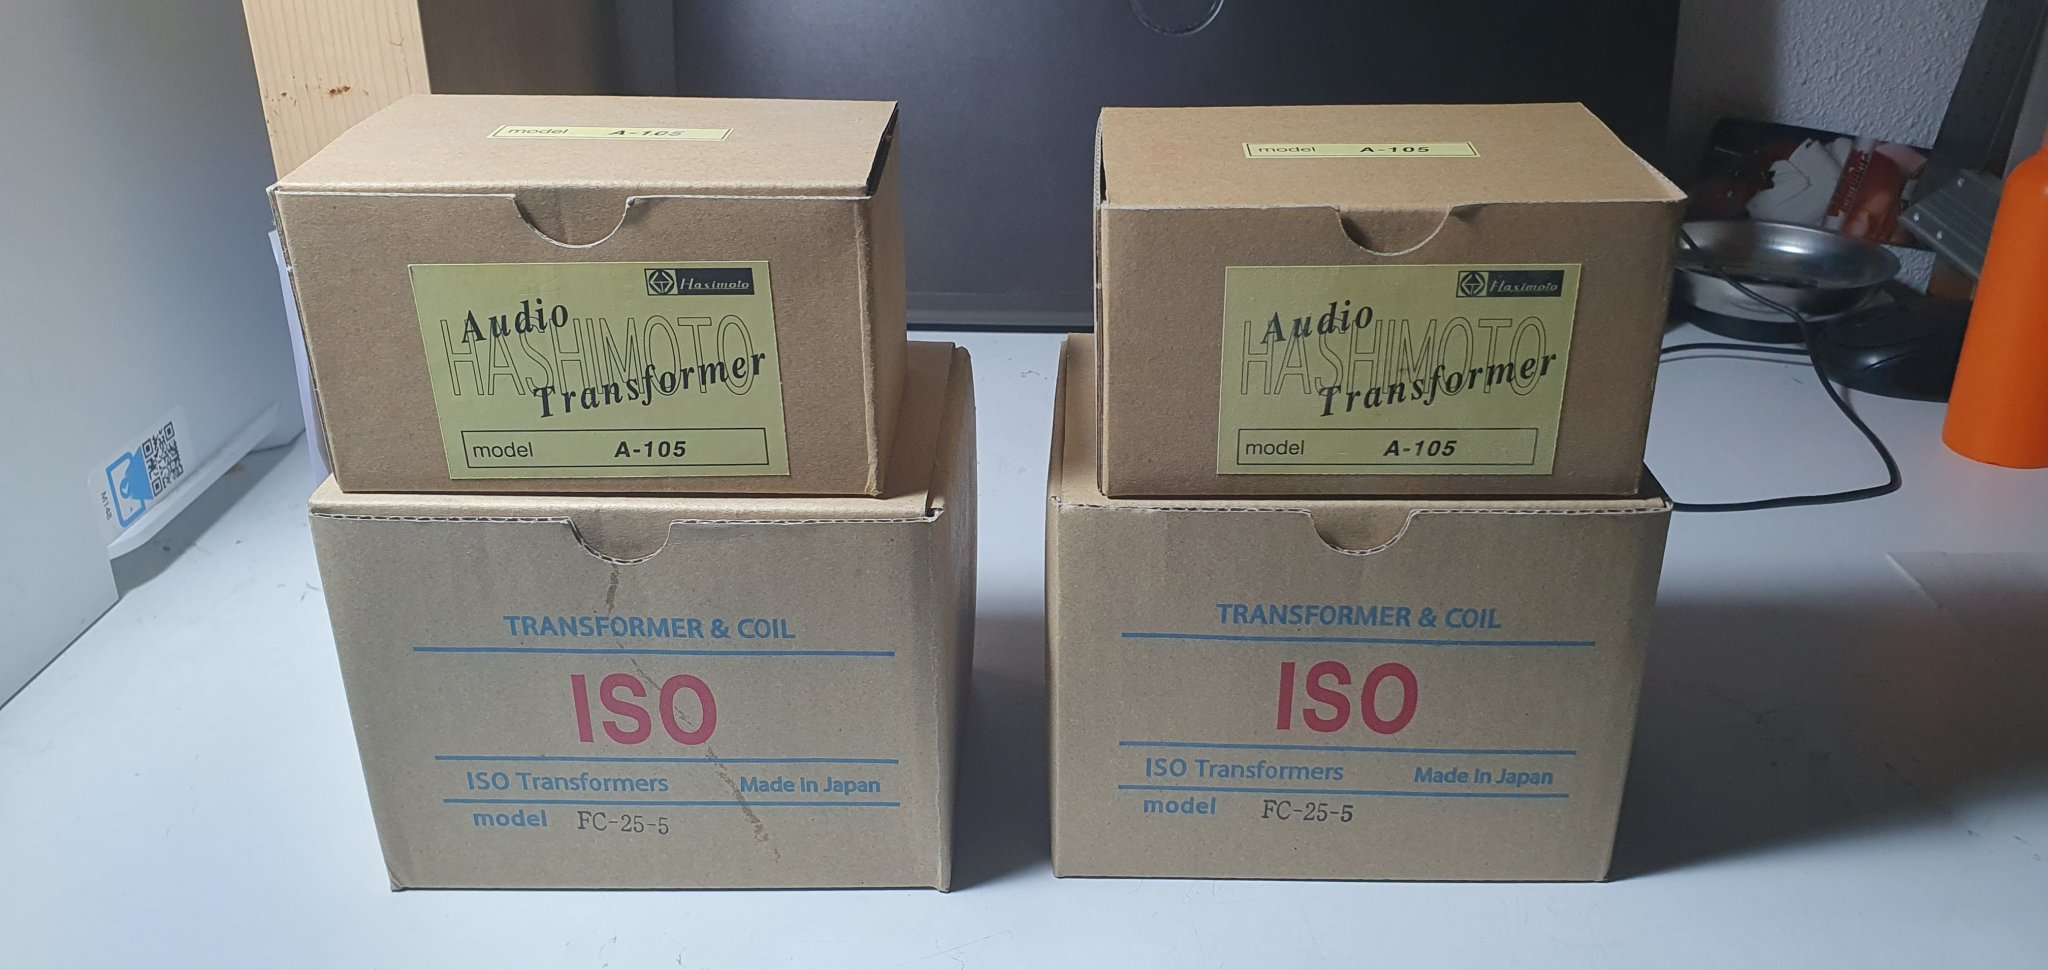 model A-105
Hasimoto
Audio
HASHIMOTO
Transformer
model A-105
TRANSFORMER & COIL
ISO
ISO Transformers Made in Japan
model FC-25-5
model A-105
Hasimoto
Audio
HASHIMOTO
Transformer
model A-105
TRANSFORMER & COIL
ISO
ISO Transformers Made in Japan
model FC-25-5
M148